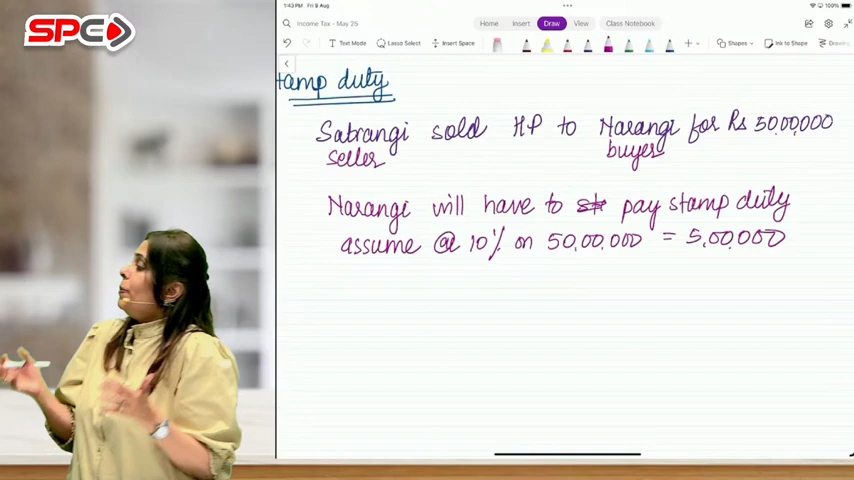 SPC
1:43 PM Fri 9 Aug
100%
Income Tax - May 25
Home Insert Draw View Class Notebook
Text Mode Lasso Select Insert Space Shapes Ink to Shape Drawing
tamp duty
Satrangi sold HP to Narangi for Rs 50,00,000
seller buyer
Narangi will have to pay stamp duty
assume @ 10% on 50,00,000 = 5,00,000